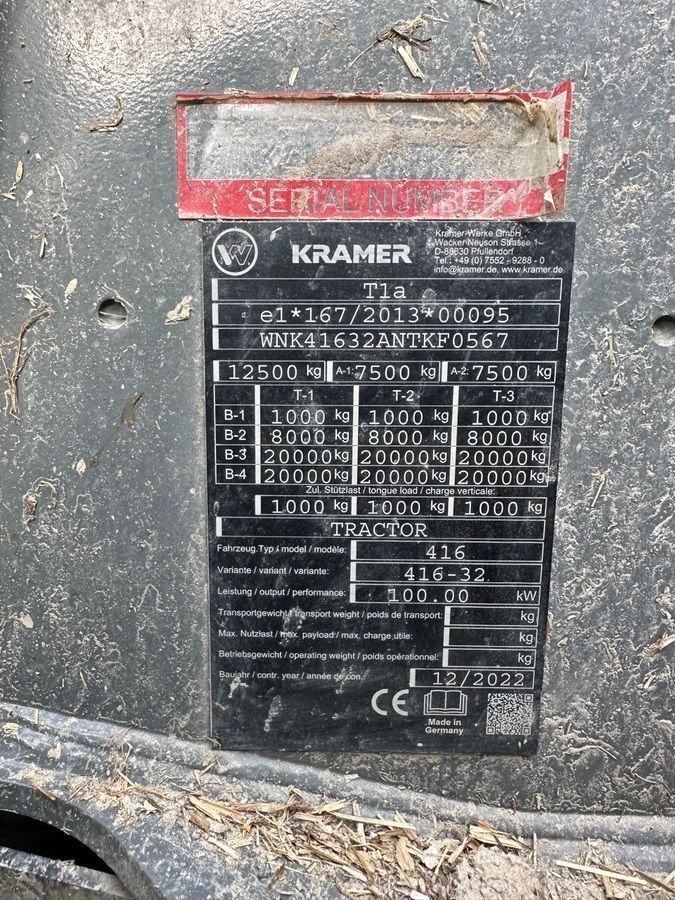 SERIAL NUMBER
KRAMER
Kramer-Werke GmbH
Wacker Neuson Strasse 1
D-88630 Pfullendorf
Tel.: +49 (0) 7552 - 9288 - 0
info@kramer.de, www.kramer.de
T1a
e1*167/2013*00095
WNK41632ANTKF0567
12500 kg A-1: 7500 kg A-2: 7500 kg
T-1 T-2 T-3
B-1 1000 kg 1000 kg 1000 kg
B-2 8000 kg 8000 kg 8000 kg
B-3 20000 kg 20000 kg 20000 kg
B-4 20000 kg 20000 kg 20000 kg
Zul. Stützlast / tongue load / charge verticale:
1000 kg 1000 kg 1000 kg
TRACTOR
Fahrzeug.Typ / model / modèle: 416
Variante / variant / variante: 416-32
Leistung / output / performance: 100.00 kW
Transportgewicht / transport weight / poids de transport: kg
Max. Nutzlast / max. payload / max. charge utile: kg
Betriebsgewicht / operating weight / poids opérationnel: kg
Baujahr / contr. year / année de con.: 12/2022
CE
Made in
Germany